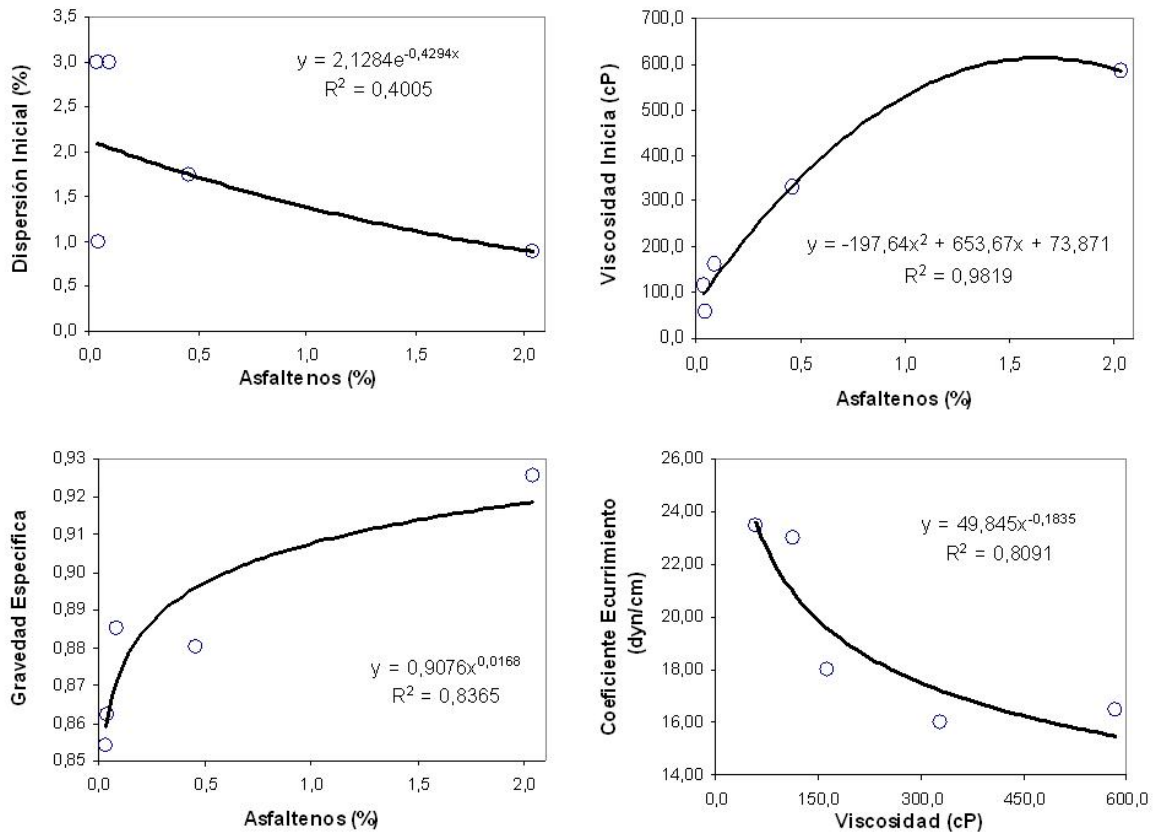 Dispersión Inicial (%)
3,5
3,0
2,5
2,0
1,5
1,0
0,5
0,0
y = 2,1284e^-0,4294x
R² = 0,4005
0,0 0,5 1,0 1,5 2,0
Asfaltenos (%)
Viscosidad Inicia (cP)
700,0
600,0
500,0
400,0
300,0
200,0
100,0
0,0
y = -197,64x² + 653,67x + 73,871
R² = 0,9819
0,0 0,5 1,0 1,5 2,0
Asfaltenos (%)
Gravedad Específica
0,93
0,92
0,91
0,90
0,89
0,88
0,87
0,86
0,85
y = 0,9076x^0,0168
R² = 0,8365
0,0 0,5 1,0 1,5 2,0
Asfaltenos (%)
Coeficiente Ecurrimiento
(dyn/cm)
26,00
24,00
22,00
20,00
18,00
16,00
14,00
y = 49,845x^-0,1835
R² = 0,8091
0,0 150,0 300,0 450,0 600,0
Viscosidad (cP)